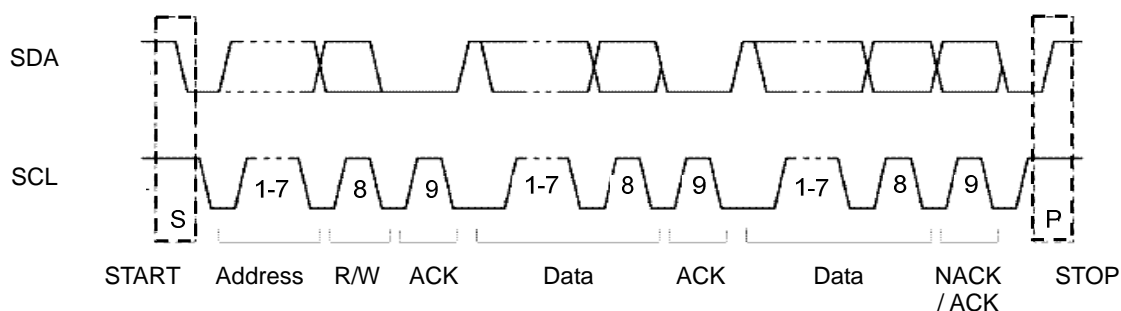 SDA
SCL
1-7 8 9 1-7 8 9 1-7 8 9
S P
START Address R/W ACK Data ACK Data NACK / ACK STOP